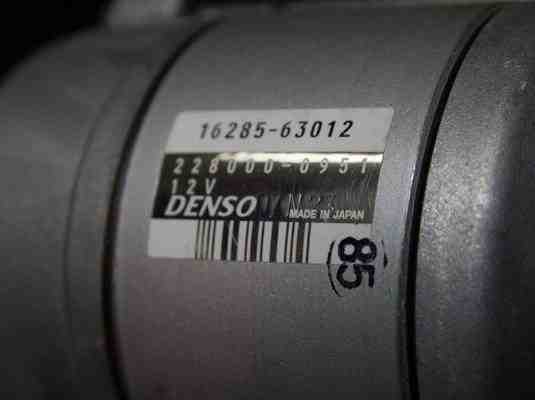 16285-63012
228000-0951
12V
DENSO
MADE IN JAPAN
(85)